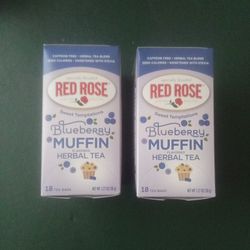 CAFFEINE FREE • HERBAL TEA BLEND
ZERO CALORIES • SWEETENED WITH STEVIA
RED ROSE
Sweet Temptations
Blueberry
MUFFIN
HERBAL TEA
18 TEA BAGS
CAFFEINE FREE • HERBAL TEA BLEND
ZERO CALORIES • SWEETENED WITH STEVIA
RED ROSE
Sweet Temptations
Blueberry
MUFFIN
HERBAL TEA
18 TEA BAGS